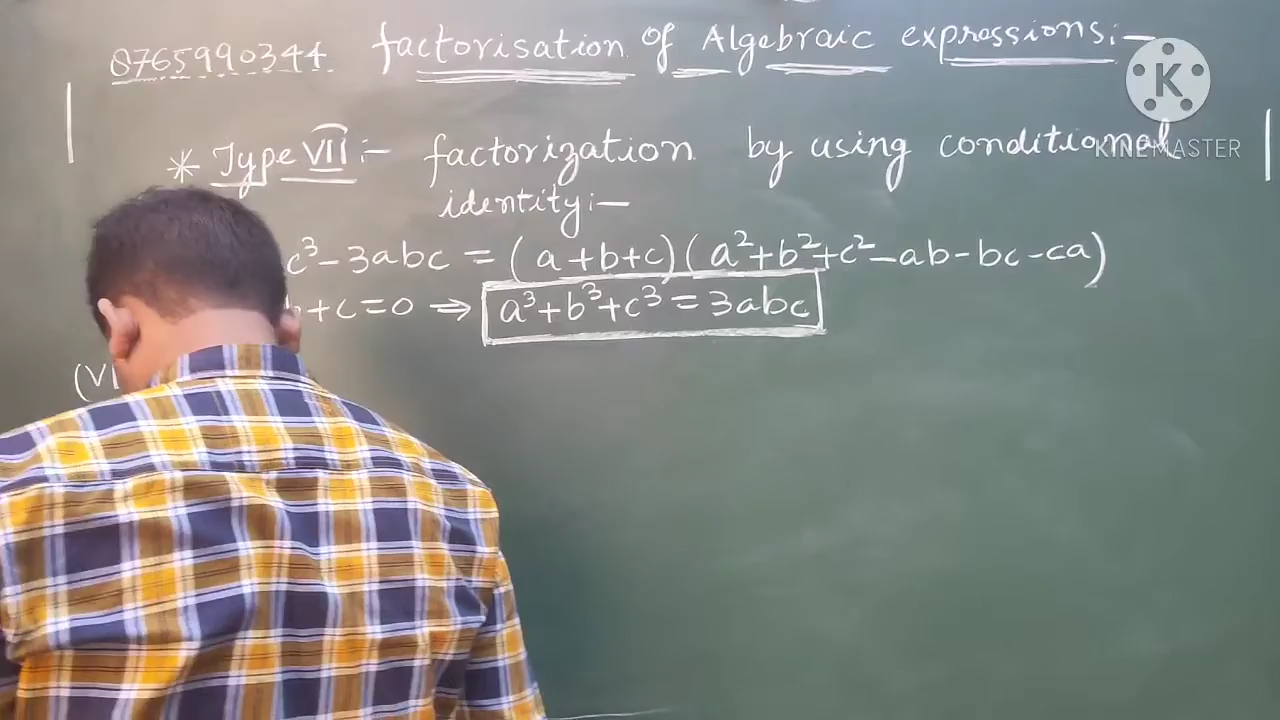 8765990344 factorisation of Algebraic expressions:-
* Type VII:- factorization by using conditional
identity:-
c³-3abc = (a+b+c)(a²+b²+c²-ab-bc-ca)
+c=0 ⇒ a³+b³+c³=3abc
(VI
K
KINEMASTER